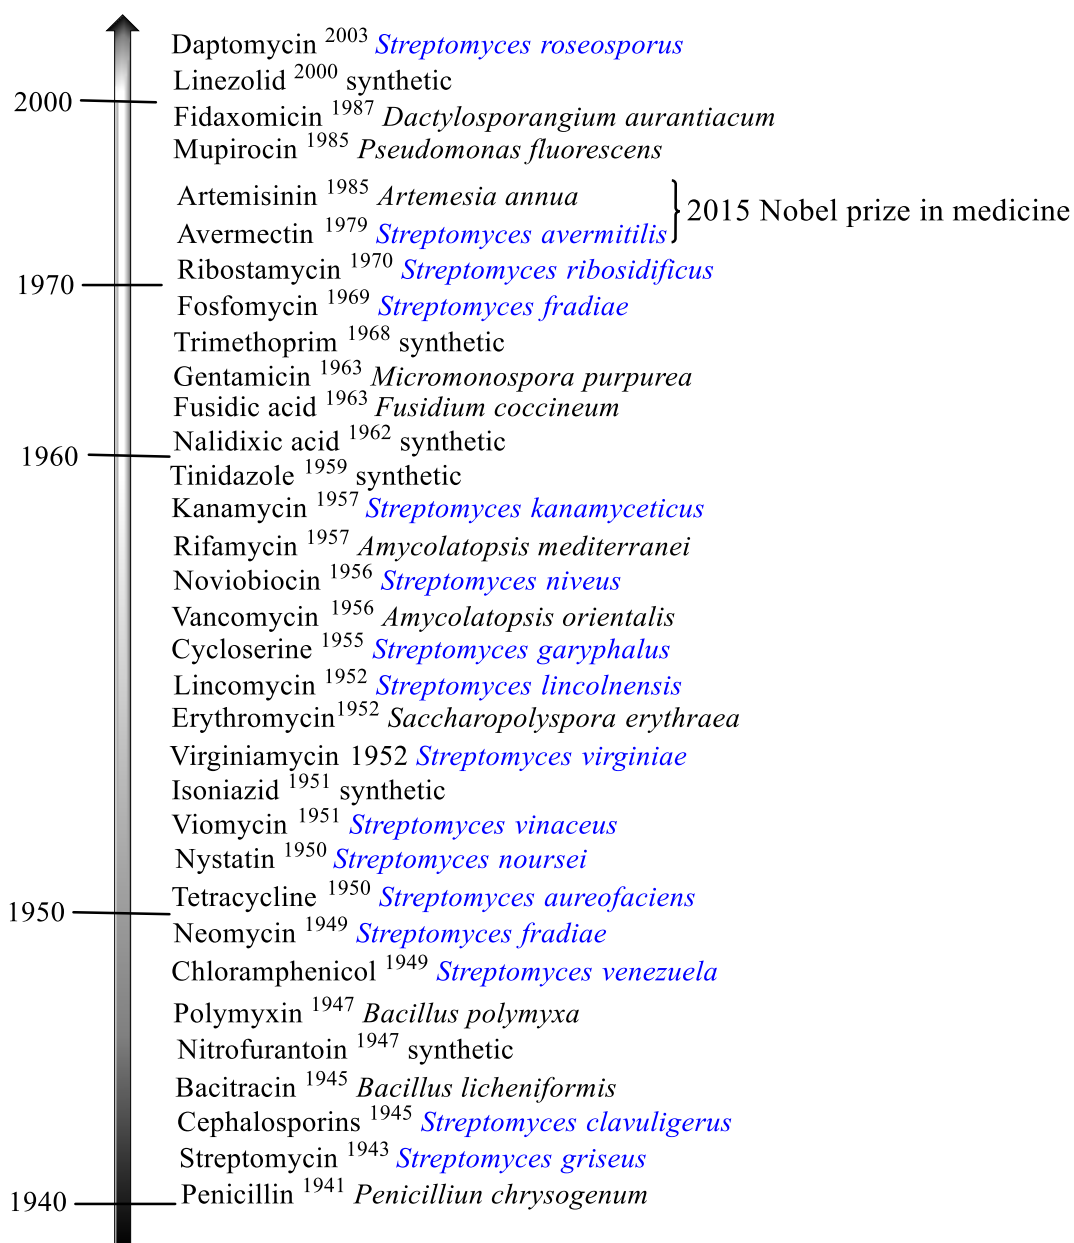 Daptomycin 2003 Streptomyces roseosporus
Linezolid 2000 synthetic
2000
Fidaxomicin 1987 Dactylosporangium aurantiacum
Mupirocin 1985 Pseudomonas fluorescens
Artemisinin 1985 Artemesia annua
2015 Nobel prize in medicine
Avermectin 1979 Streptomyces avermitilis
Ribostamycin 1970 Streptomyces ribosidificus
1970
Fosfomycin 1969 Streptomyces fradiae
Trimethoprim 1968 synthetic
Gentamicin 1963 Micromonospora purpurea
Fusidic acid 1963 Fusidium coccineum
Nalidixic acid 1962 synthetic
1960
Tinidazole 1959 synthetic
Kanamycin 1957 Streptomyces kanamyceticus
Rifamycin 1957 Amycolatopsis mediterranei
Noviobiocin 1956 Streptomyces niveus
Vancomycin 1956 Amycolatopsis orientalis
Cycloserine 1955 Streptomyces garyphalus
Lincomycin 1952 Streptomyces lincolnensis
Erythromycin1952 Saccharopolyspora erythraea
Virginiamycin 1952 Streptomyces virginiae
Isoniazid 1951 synthetic
Viomycin 1951 Streptomyces vinaceus
Nystatin 1950 Streptomyces noursei
Tetracycline 1950 Streptomyces aureofaciens
1950
Neomycin 1949 Streptomyces fradiae
Chloramphenicol 1949 Streptomyces venezuela
Polymyxin 1947 Bacillus polymyxa
Nitrofurantoin 1947 synthetic
Bacitracin 1945 Bacillus licheniformis
Cephalosporins 1945 Streptomyces clavuligerus
Streptomycin 1943 Streptomyces griseus
Penicillin 1941 Penicilliun chrysogenum
1940